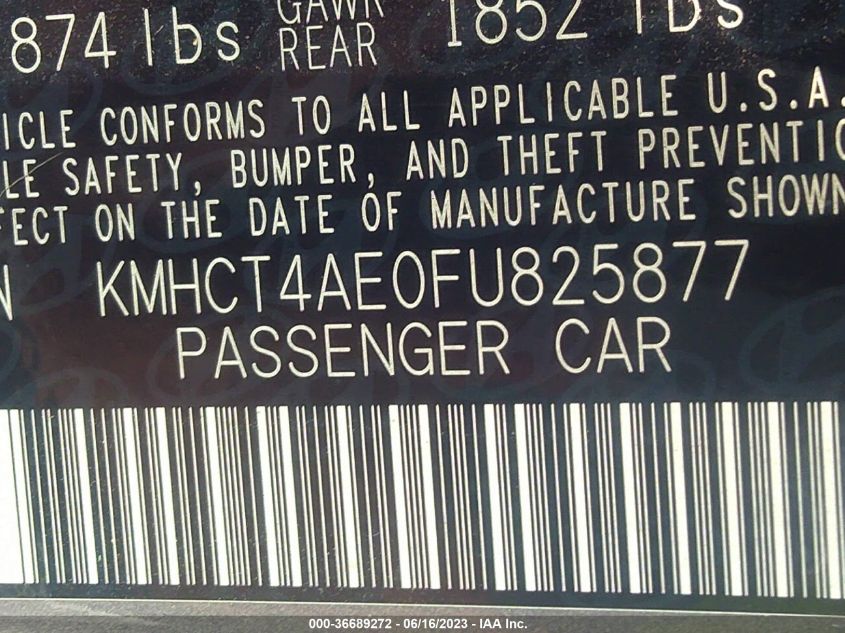 874 lbs GAWR REAR 1852 lbs
ICLE CONFORMS TO ALL APPLICABLE U.S.A.
LE SAFETY, BUMPER, AND THEFT PREVENTIO
FECT ON THE DATE OF MANUFACTURE SHOWN
N KMHCT4AE0FU825877
PASSENGER CAR
000-36689272 - 06/16/2023 - IAA Inc.